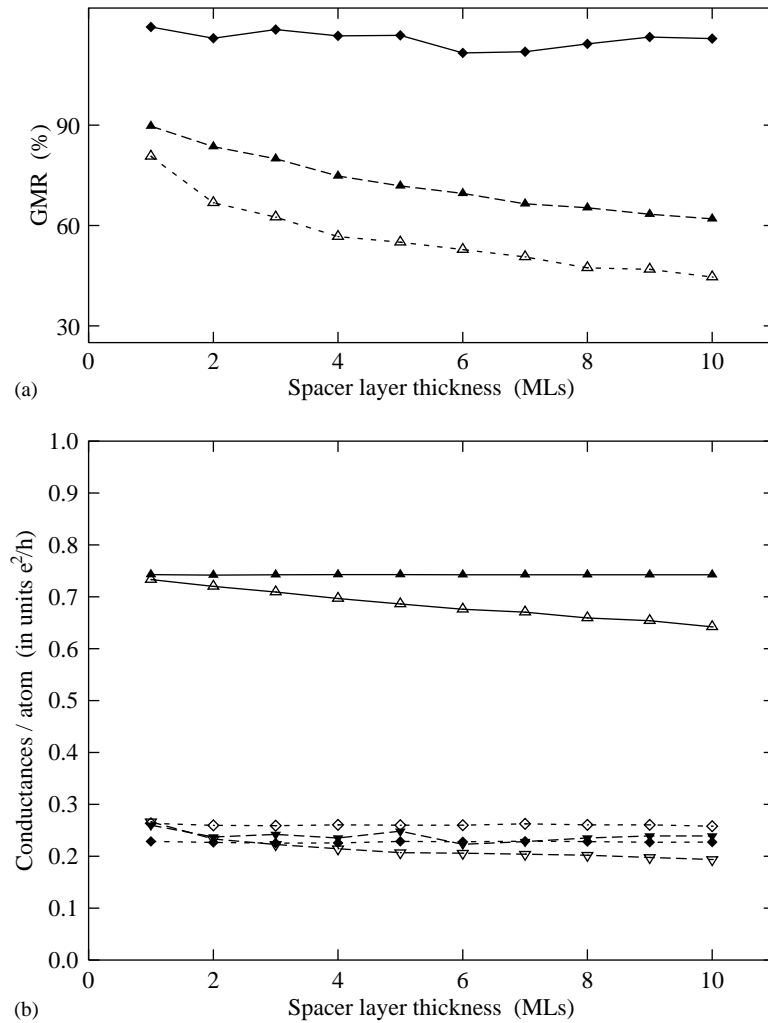 90
60
30
GMR (%)
0 2 4 6 8 10
(a)
Spacer layer thickness (MLs)
1.0
0.9
0.8
0.7
0.6
0.5
0.4
0.3
0.2
0.1
0.0
Conductances / atom (in units e²/h)
0 2 4 6 8 10
(b)
Spacer layer thickness (MLs)